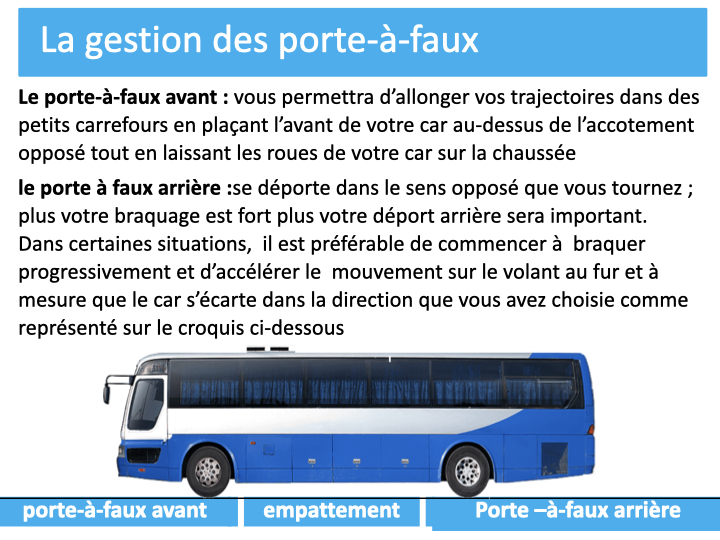 La gestion des porte-à-faux
Le porte-à-faux avant : vous permettra d’allonger vos trajectoires dans des
petits carrefours en plaçant l’avant de votre car au-dessus de l’accotement
opposé tout en laissant les roues de votre car sur la chaussée
le porte à faux arrière :se déporte dans le sens opposé que vous tournez ;
plus votre braquage est fort plus votre déport arrière sera important.
Dans certaines situations,  il est préférable de commencer à  braquer
progressivement et d’accélérer le  mouvement sur le volant au fur et à
mesure que le car s’écarte dans la direction que vous avez choisie comme
représenté sur le croquis ci-dessous
porte-à-faux avant empattement Porte –à-faux arrière